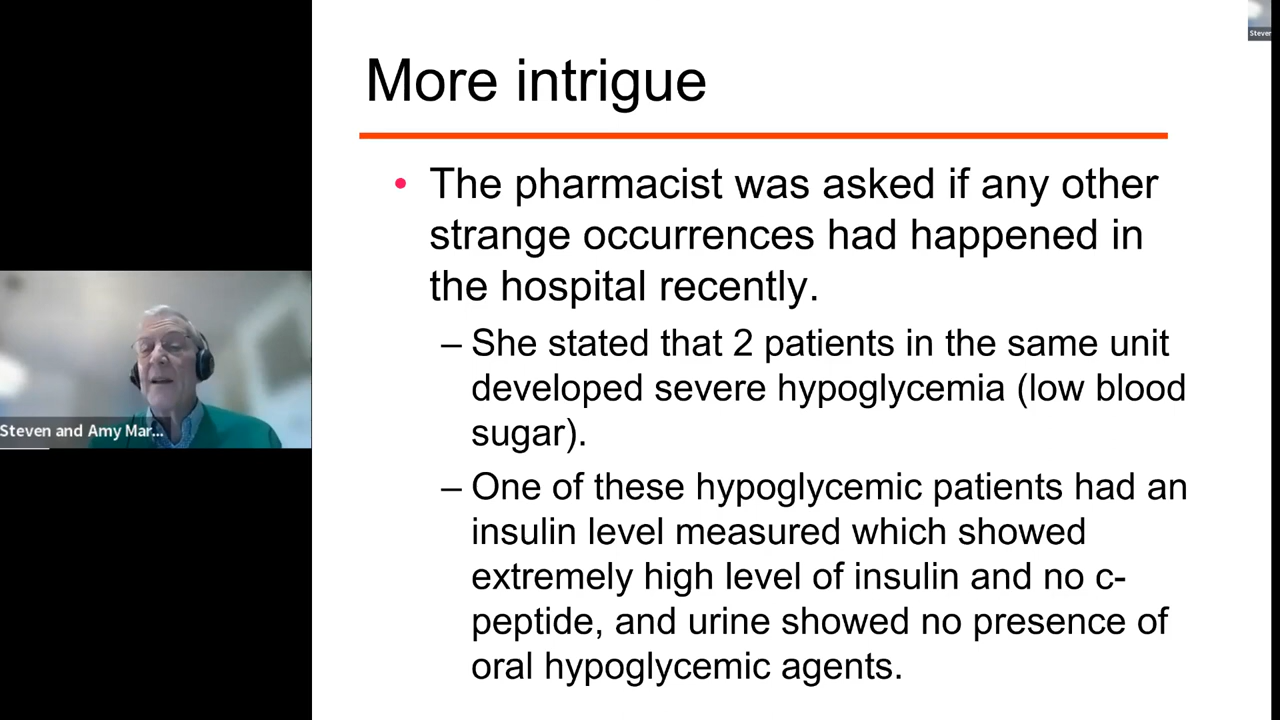 More intrigue
• The pharmacist was asked if any other
strange occurrences had happened in
the hospital recently.
– She stated that 2 patients in the same unit
developed severe hypoglycemia (low blood
sugar).
– One of these hypoglycemic patients had an
insulin level measured which showed
extremely high level of insulin and no c-
peptide, and urine showed no presence of
oral hypoglycemic agents.
Steven and Amy Mar...
Steven